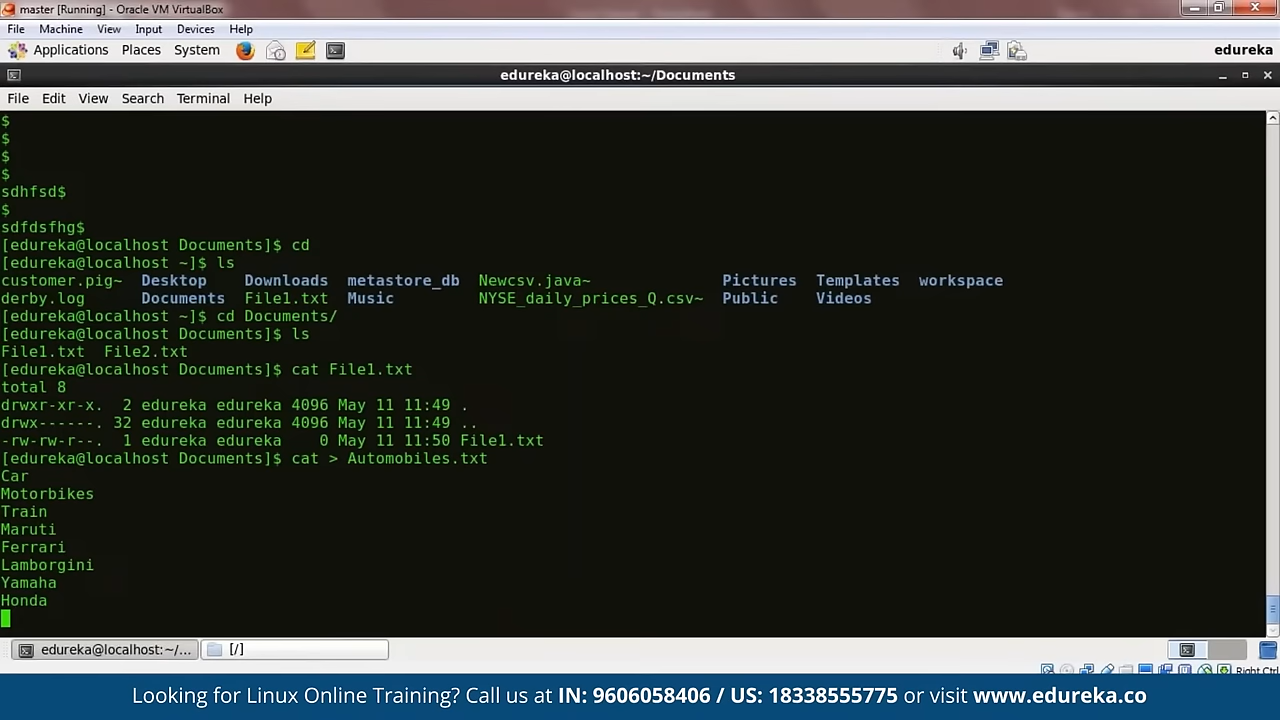 master [Running] - Oracle VM VirtualBox
File Machine View Input Devices Help
Applications Places System edureka
edureka@localhost:~/Documents
File Edit View Search Terminal Help
$
$
$
$
sdhfsd$
$
sdfdsfhg$
[edureka@localhost Documents]$ cd
[edureka@localhost ~]$ ls
customer.pig~ Desktop Downloads metastore_db Newcsv.java~ Pictures Templates workspace
derby.log Documents File1.txt Music NYSE_daily_prices_Q.csv~ Public Videos
[edureka@localhost ~]$ cd Documents/
[edureka@localhost Documents]$ ls
File1.txt File2.txt
[edureka@localhost Documents]$ cat File1.txt
total 8
drwxr-xr-x. 2 edureka edureka 4096 May 11 11:49 .
drwx------. 32 edureka edureka 4096 May 11 11:49 ..
-rw-rw-r--. 1 edureka edureka 0 May 11 11:50 File1.txt
[edureka@localhost Documents]$ cat > Automobiles.txt
Car
Motorbikes
Train
Maruti
Ferrari
Lamborgini
Yamaha
Honda
edureka@localhost:~/... [/]
Right Ctrl
Looking for Linux Online Training? Call us at IN: 9606058406 / US: 18338555775 or visit www.edureka.co